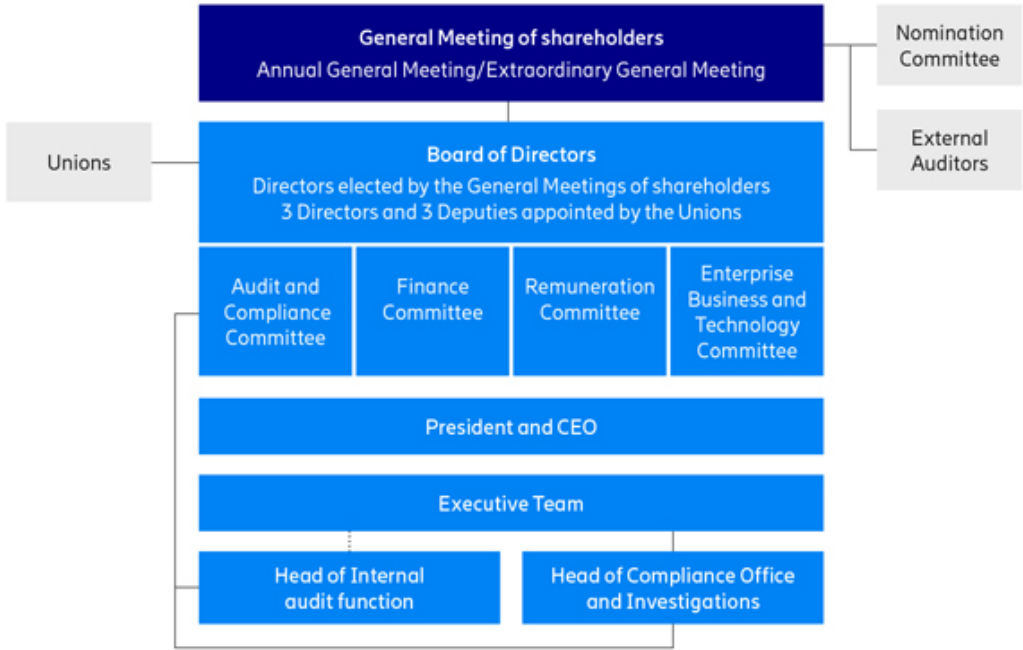 General Meeting of shareholders
Annual General Meeting/Extraordinary General Meeting
Nomination
Committee
External
Auditors
Unions
Board of Directors
Directors elected by the General Meetings of shareholders
3 Directors and 3 Deputies appointed by the Unions
Audit and
Compliance
Committee
Finance
Committee
Remuneration
Committee
Enterprise
Business and
Technology
Committee
President and CEO
Executive Team
Head of Internal
audit function
Head of Compliance Office
and Investigations